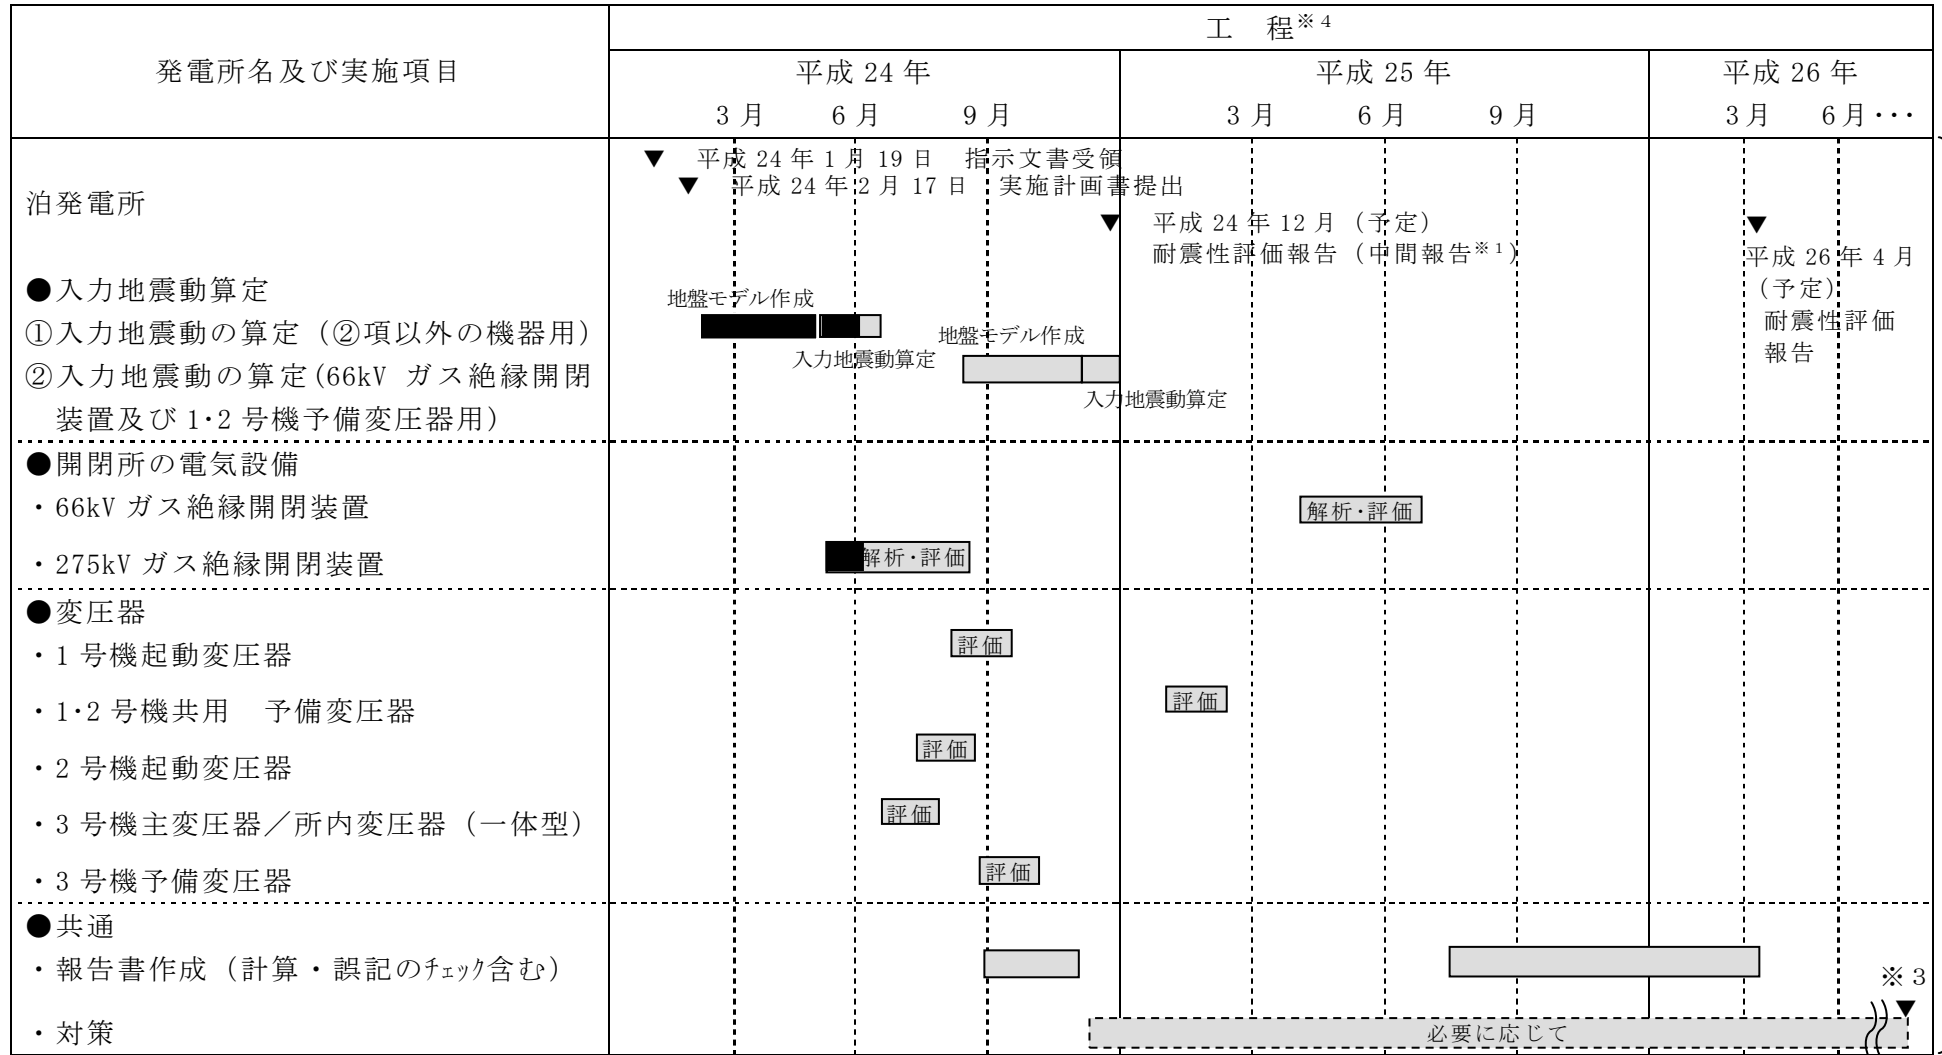 発電所名及び実施項目
工　程※4
平成 24 年
平成 25 年
平成 26 年
3 月
6 月
9 月
3 月
6 月
9 月
3 月
6 月･･･
泊発電所
▼　平成 24 年 1 月 19 日　指示文書受領
▼　平成 24 年 2 月 17 日　実施計画書提出
▼　平成 24 年 12 月（予定）
耐震性評価報告（中間報告※1）
▼
平成 26 年 4 月
（予定）
耐震性評価
報告
●入力地震動算定
地盤モデル作成
①入力地震動の算定（②項以外の機器用）
入力地震動算定
地盤モデル作成
②入力地震動の算定(66kV ガス絶縁開閉
装置及び 1･2 号機予備変圧器用）
入力地震動算定
●開閉所の電気設備
・66kV ガス絶縁開閉装置
解析･評価
・275kV ガス絶縁開閉装置
解析･評価
●変圧器
・1 号機起動変圧器
評価
・1･2 号機共用　予備変圧器
評価
・2 号機起動変圧器
評価
・3 号機主変圧器／所内変圧器（一体型）
評価
・3 号機予備変圧器
評価
●共通
・報告書作成（計算・誤記のﾁｪｯｸ含む）
※3
▼
・対策
必要に応じて